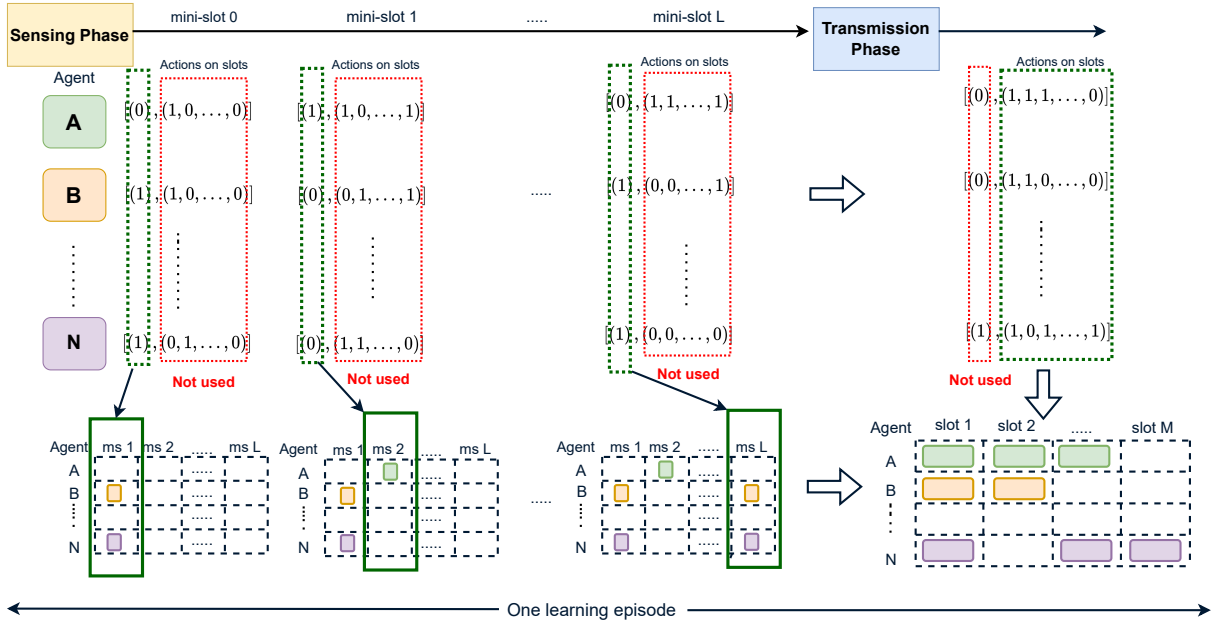 Sensing Phase
mini-slot 0
mini-slot 1
.....
mini-slot L
Transmission
Phase
Agent
Actions on slots
Actions on slots
Actions on slots
Actions on slots
A
[(0), (1, 0, . . . , 0)]
[(1), (1, 0, . . . , 1)]
[(0), (1, 1, . . . , 1)]
[(0), (1, 1, 1, . . . , 0)]
B
[(1), (1, 0, . . . , 0)]
[(0), (0, 1, . . . , 1)]
.....
[(1), (0, 0, . . . , 1)]
[(0), (1, 1, 0, . . . , 0)]
N
[(1), (0, 1, . . . , 0)]
[(0), (1, 1, . . . , 0)]
[(1), (0, 0, . . . , 0)]
[(1), (1, 0, 1, . . . , 1)]
Not used
Not used
Not used
Not used
Agent ms 1 ms 2 ..... ms L
A .....
B .....
.....
N .....
Agent ms 1 ms 2 ..... ms L
A .....
B .....
.....
N .....
.....
Agent ms 1 ms 2 ..... ms L
A .....
B .....
.....
N .....
Agent slot 1 slot 2 ..... slot M
A
B
N
One learning episode